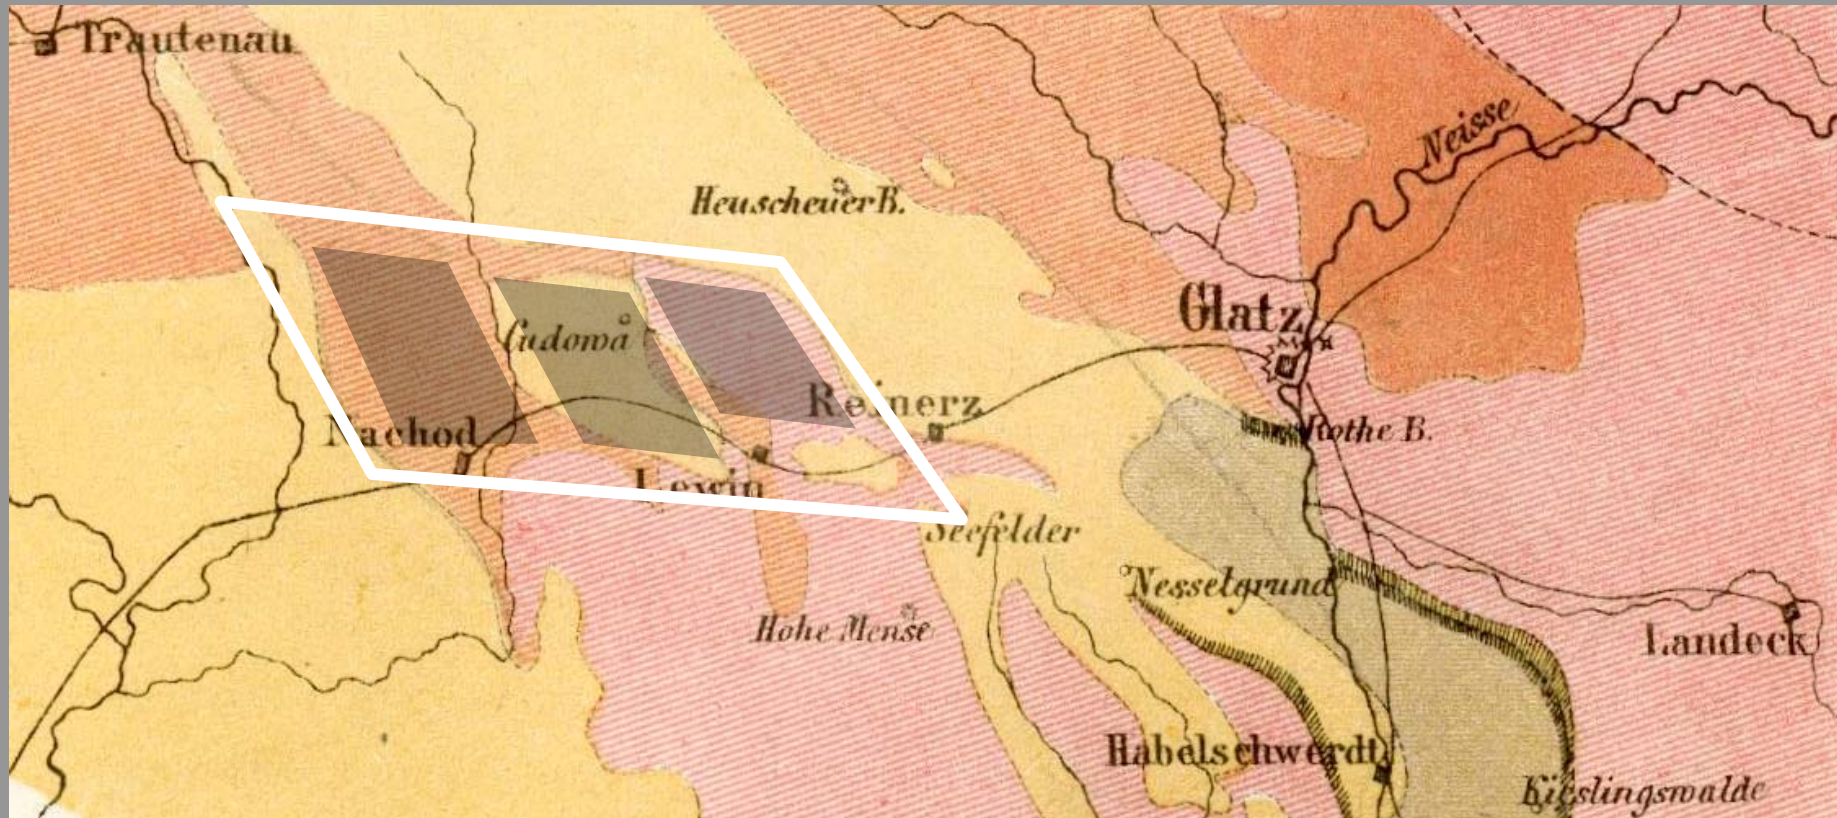 Trautenau
Neisse
Heuscheuer B.
Glatz
Cudowa
Reinerz
Nachod
Rothe B.
Lewin
Seefelder
Nesselgrund
Hohe Mense
Landeck
Habelschwerdt
Kieslingswalde